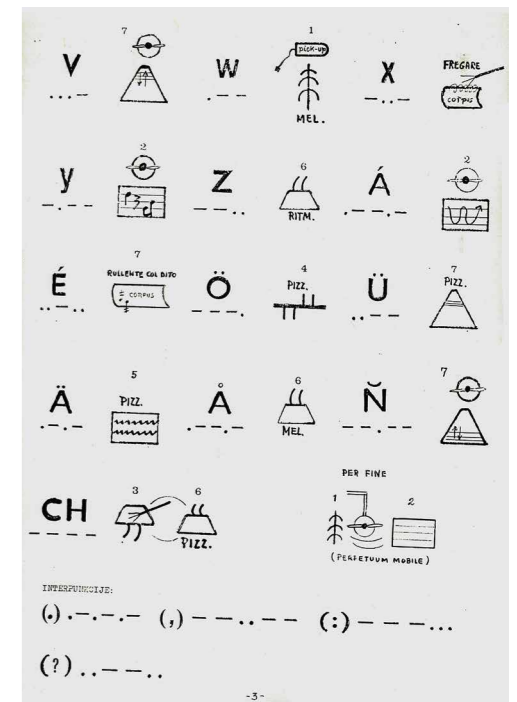 7 1
V W pick-up X FREGARE
. . . — . — — — . . — corpus
MEL.
2 6 2
y Z Á
— . — — — — . . RITM. . — — . —
7 4 7
É RULLENTE COL DITO Ö PIZZ. Ü PIZZ.
CORPUS
. . — . . — — — . . . — —
5 6 7
Ä PIZZ. Å Ñ
. — . — . — — . — MEL. — — . — —
PER FINE
3 6 1 2
CH
— — — — PIZZ.
(PERPETUUM MOBILE)
INTERPUNKCIJE:
(.) . — . — . — (,) — — . . — — (:) — — — . . .
(?) . . — — . .
-3-